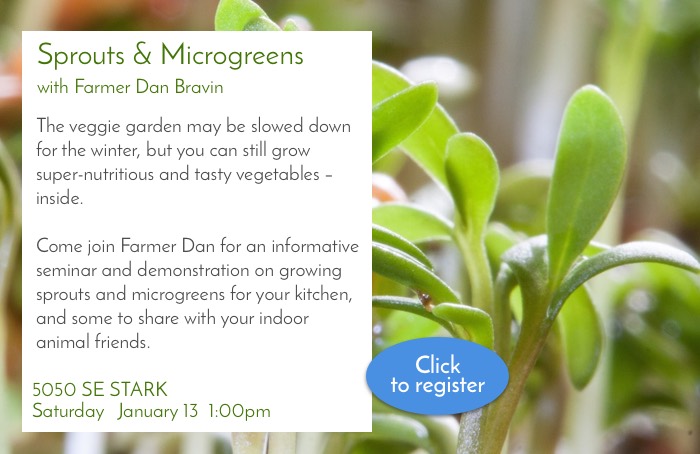 Sprouts & Microgreens
with Farmer Dan Bravin
The veggie garden may be slowed down
for the winter, but you can still grow
super-nutritious and tasty vegetables –
inside.
Come join Farmer Dan for an informative
seminar and demonstration on growing
sprouts and microgreens for your kitchen,
and some to share with your indoor
animal friends.
5050 SE STARK
Saturday January 13 1:00pm
Click
to register